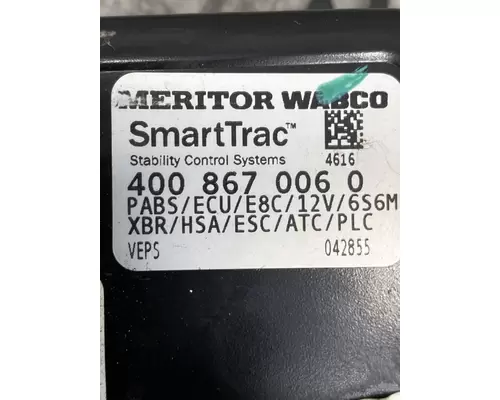 MERITOR WABCO
SmartTrac™
Stability Control Systems 4616
400 867 006 0
PABS/ECU/E8C/12V/6S6M
XBR/HSA/ESC/ATC/PLC
VEPS 042855